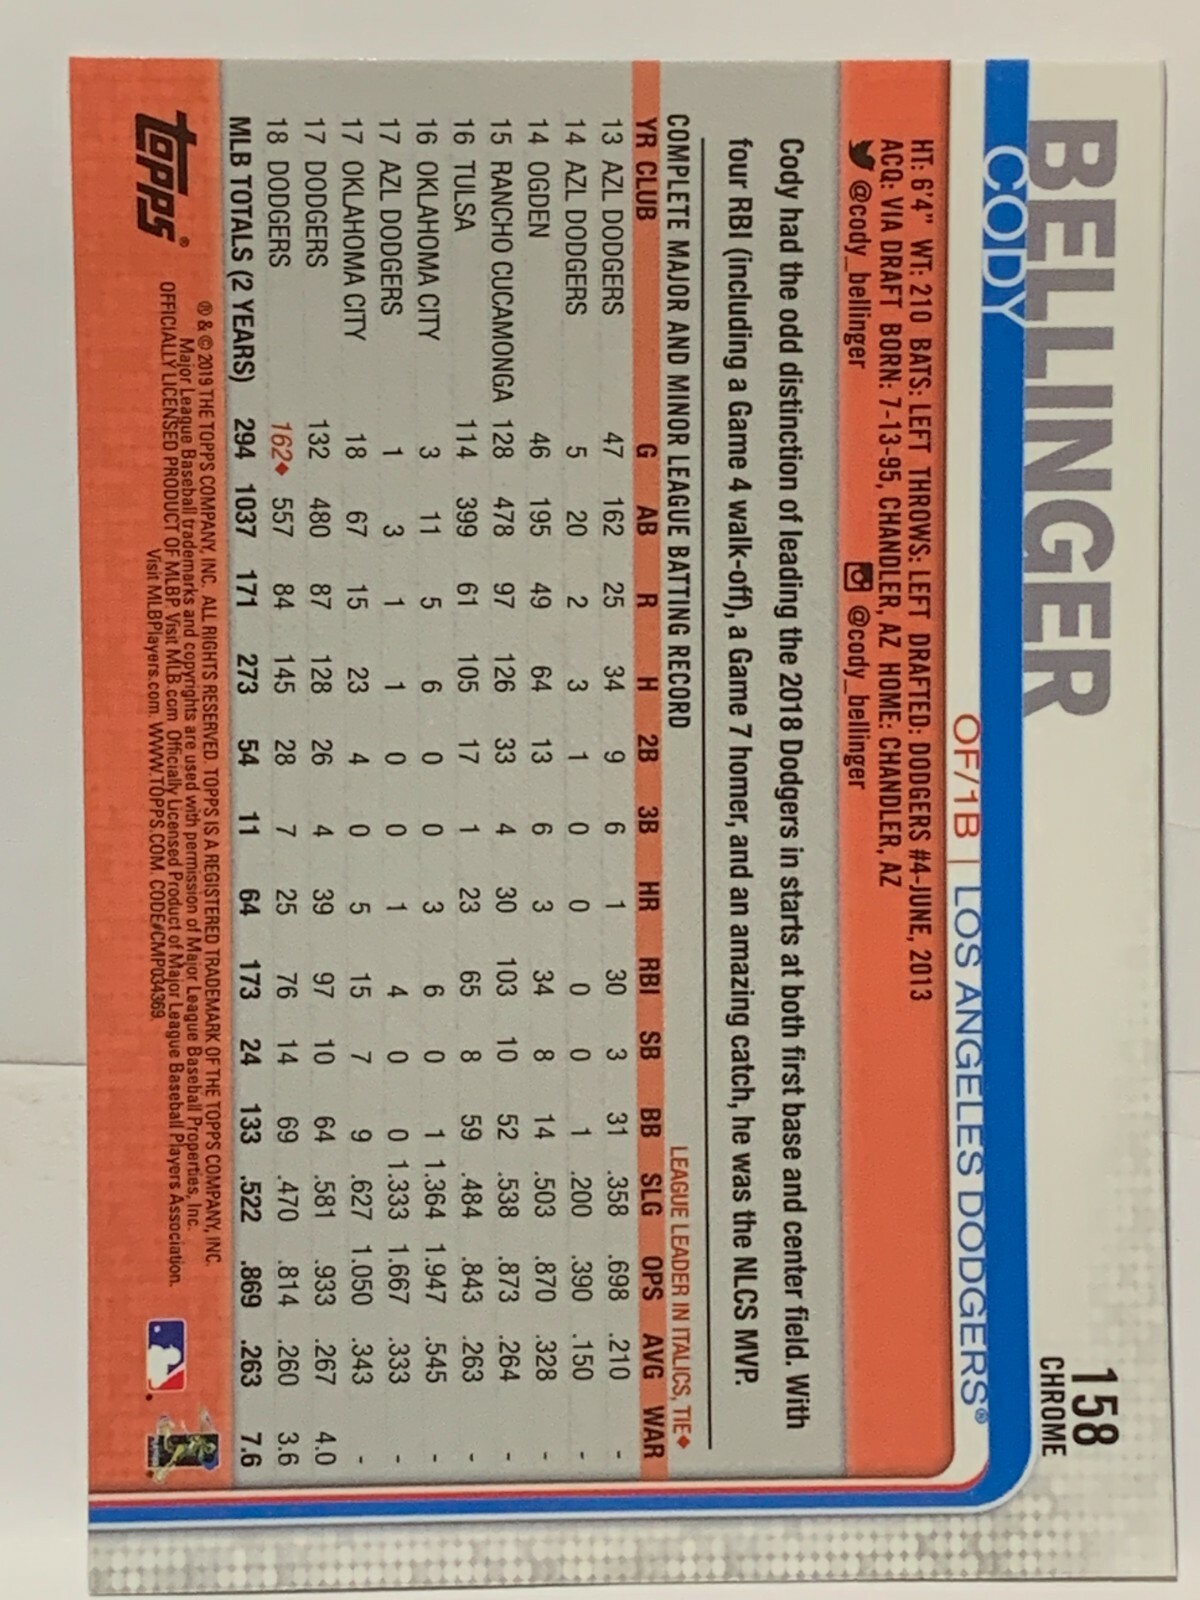 BELLINGER
CODY
158
CHROME
OF/1B | LOS ANGELES DODGERS®
HT: 6'4" WT: 210 BATS: LEFT THROWS: LEFT DRAFTED: DODGERS #4-JUNE, 2013
ACQ: VIA DRAFT BORN: 7-13-95, CHANDLER, AZ HOME: CHANDLER, AZ
@cody_bellinger @cody_bellinger
Cody had the odd distinction of leading the 2018 Dodgers in starts at both first base and center field. With
four RBI (including a Game 4 walk-off), a Game 7 homer, and an amazing catch, he was the NLCS MVP.
COMPLETE MAJOR AND MINOR LEAGUE BATTING RECORD LEAGUE LEADER IN ITALICS, TIE♦
YR CLUB G AB R H 2B 3B HR RBI SB BB SLG OPS AVG WAR
13 AZL DODGERS 47 162 25 34 9 6 1 30 3 31 .358 .698 .210 -
14 AZL DODGERS 5 20 2 3 1 0 0 0 0 1 .200 .390 .150 -
14 OGDEN 46 195 49 64 13 6 3 34 8 14 .503 .870 .328 -
15 RANCHO CUCAMONGA 128 478 97 126 33 4 30 103 10 52 .538 .873 .264 -
16 TULSA 114 399 61 105 17 1 23 65 8 59 .484 .843 .263 -
16 OKLAHOMA CITY 3 11 5 6 0 0 3 6 0 1 1.364 1.947 .545 -
17 AZL DODGERS 1 3 1 1 0 0 1 4 0 0 1.333 1.667 .333 -
17 OKLAHOMA CITY 18 67 15 23 4 0 5 15 7 9 .627 1.050 .343 -
17 DODGERS 132 480 87 128 26 4 39 97 10 64 .581 .933 .267 4.0
18 DODGERS 162♦ 557 84 145 28 7 25 76 14 69 .470 .814 .260 3.6
MLB TOTALS (2 YEARS) 294 1037 171 273 54 11 64 173 24 133 .522 .869 .263 7.6
topps®
® & © 2019 THE TOPPS COMPANY, INC. ALL RIGHTS RESERVED. TOPPS IS A REGISTERED TRADEMARK OF THE TOPPS COMPANY, INC.
Major League Baseball trademarks and copyrights are used with permission of Major League Baseball Properties, Inc.
OFFICIALLY LICENSED PRODUCT OF MLBP. Visit MLB.com Officially Licensed Product of Major League Baseball Players Association.
Visit MLBPlayers.com. WWW.TOPPS.COM. CODE#CMP034369.